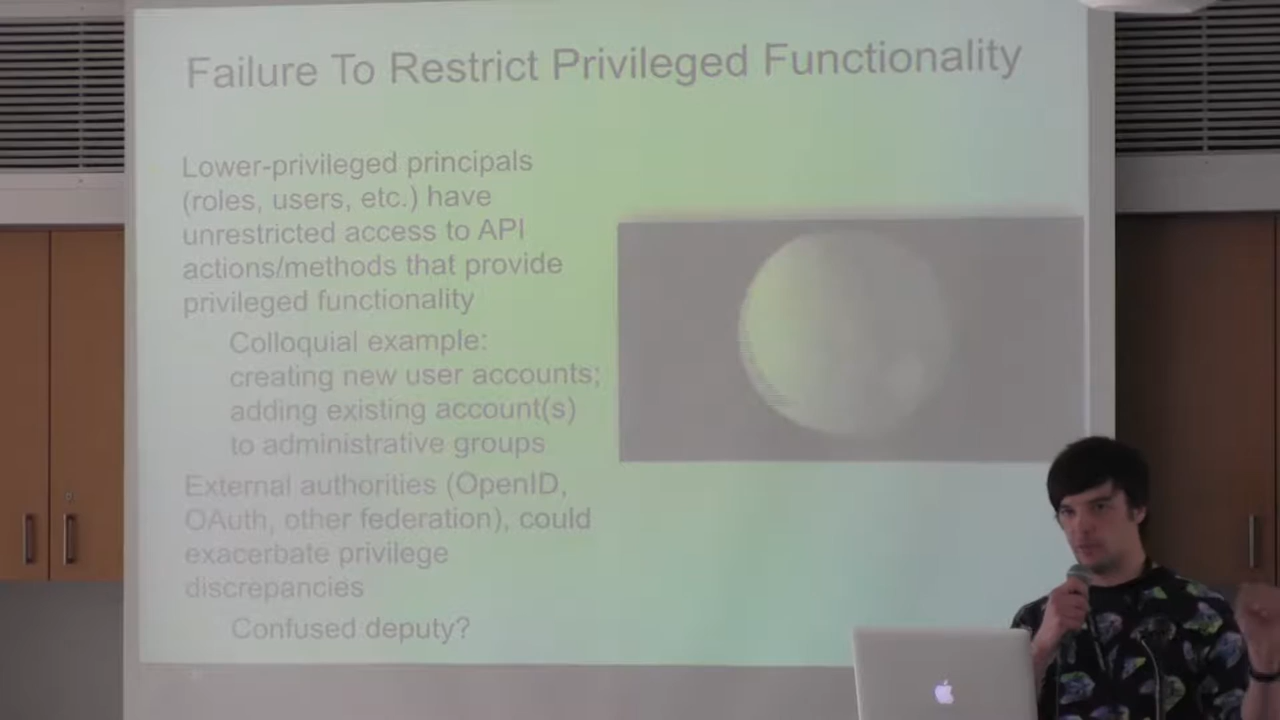 Failure To Restrict Privileged Functionality
Lower-privileged principals
(roles, users, etc.) have
unrestricted access to API
actions/methods that provide
privileged functionality
Colloquial example:
creating new user accounts;
adding existing account(s)
to administrative groups
External authorities (OpenID,
OAuth, other federation), could
exacerbate privilege
discrepancies
Confused deputy?